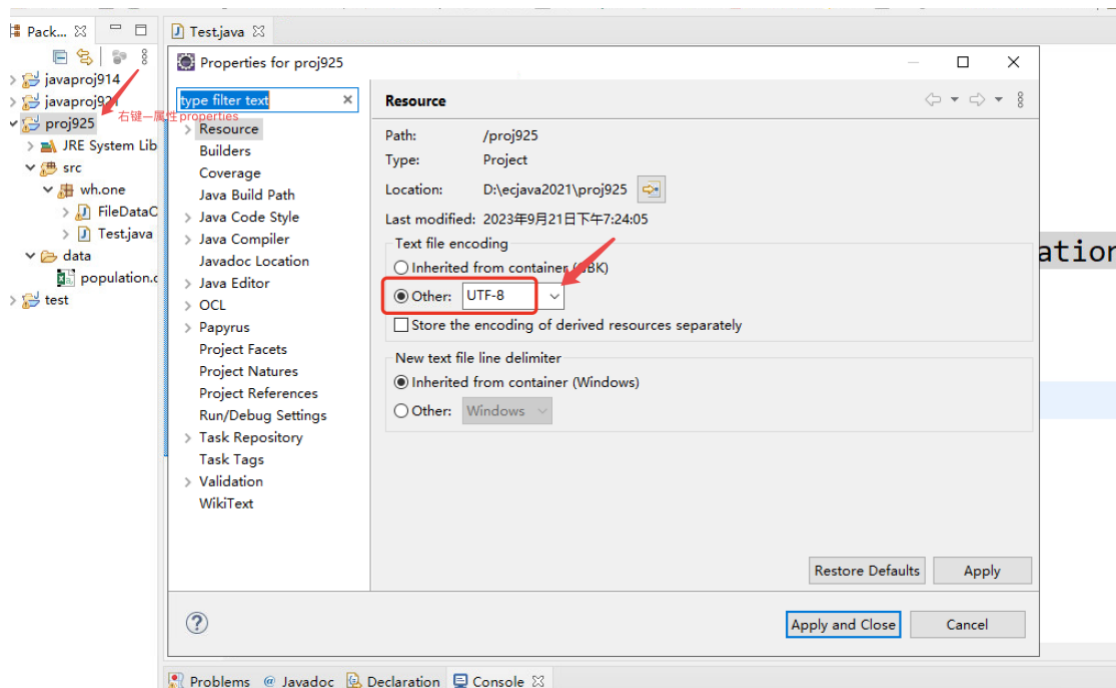 Pack...
Test.java
Properties for proj925
javaproj914
javaproj921
proj925
右键—属性properties
JRE System Lib
src
wh.one
FileDataC
Test.java
data
population.c
test
type filter text
Resource
Builders
Coverage
Java Build Path
Java Code Style
Java Compiler
Javadoc Location
Java Editor
OCL
Papyrus
Project Facets
Project Natures
Project References
Run/Debug Settings
Task Repository
Task Tags
Validation
WikiText
Resource
Path: /proj925
Type: Project
Location: D:\ecjava2021\proj925
Last modified: 2023年9月21日下午7:24:05
Text file encoding
Inherited from container (GBK)
Other: UTF-8
Store the encoding of derived resources separately
New text file line delimiter
Inherited from container (Windows)
Other: Windows
Restore Defaults Apply
Apply and Close Cancel
ation
Problems @ Javadoc Declaration Console